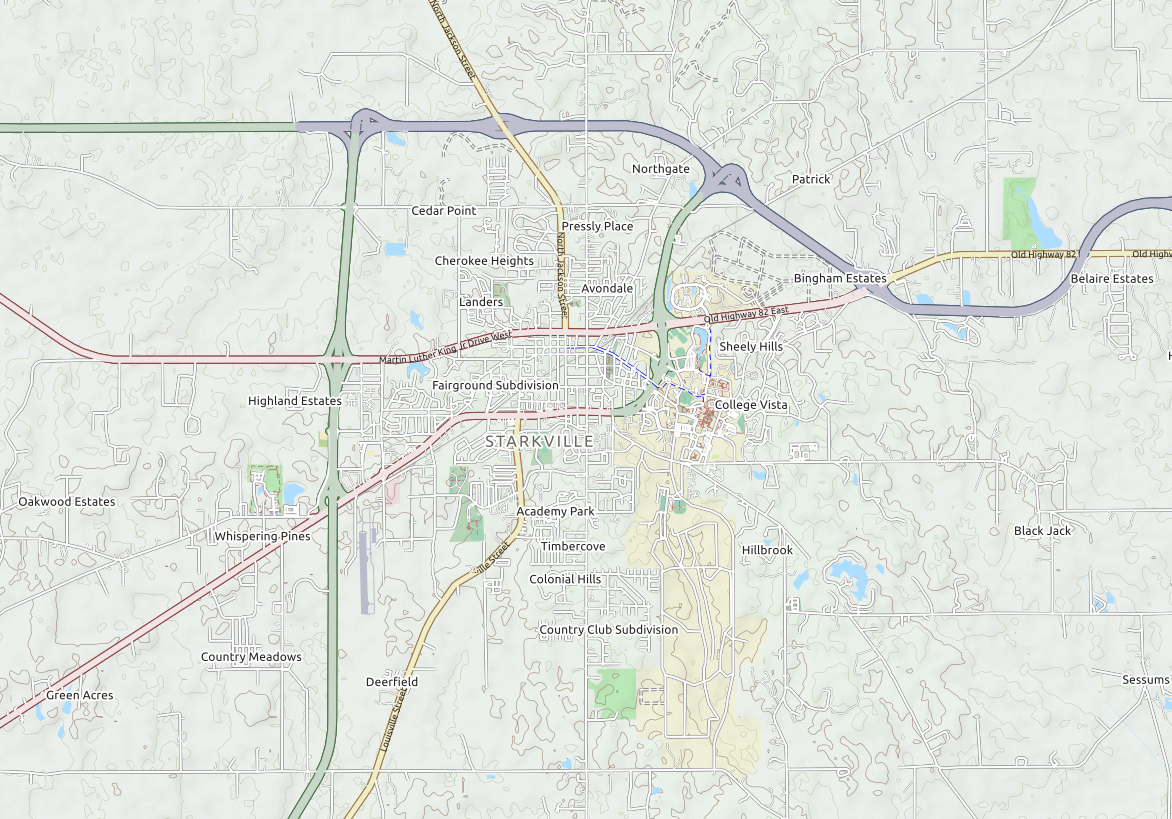 North Jackson Street
Northgate
Patrick
Cedar Point
Pressly Place
North Jackson Street
Old Highway 82
Old Highw
Cherokee Heights
Bingham Estates
Belaire Estates
Avondale
Landers
Old Highway 82 East
Martin Luther King Jr Drive West
Sheely Hills
H
Fairground Subdivision
Highland Estates
College Vista
STARKVILLE
Oakwood Estates
Academy Park
Black Jack
Whispering Pines
Timbercove
Hillbrook
ville Street
Colonial Hills
Country Club Subdivision
Country Meadows
Deerfield
Sessums
Green Acres
Louisville Street